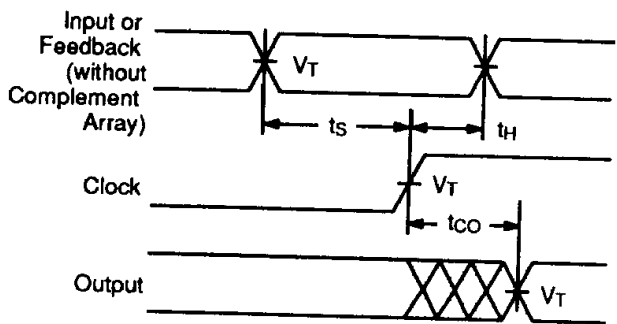 Input or
Feedback
(without
Complement
Array)
VT
tS
tH
Clock
VT
tCO
Output
VT